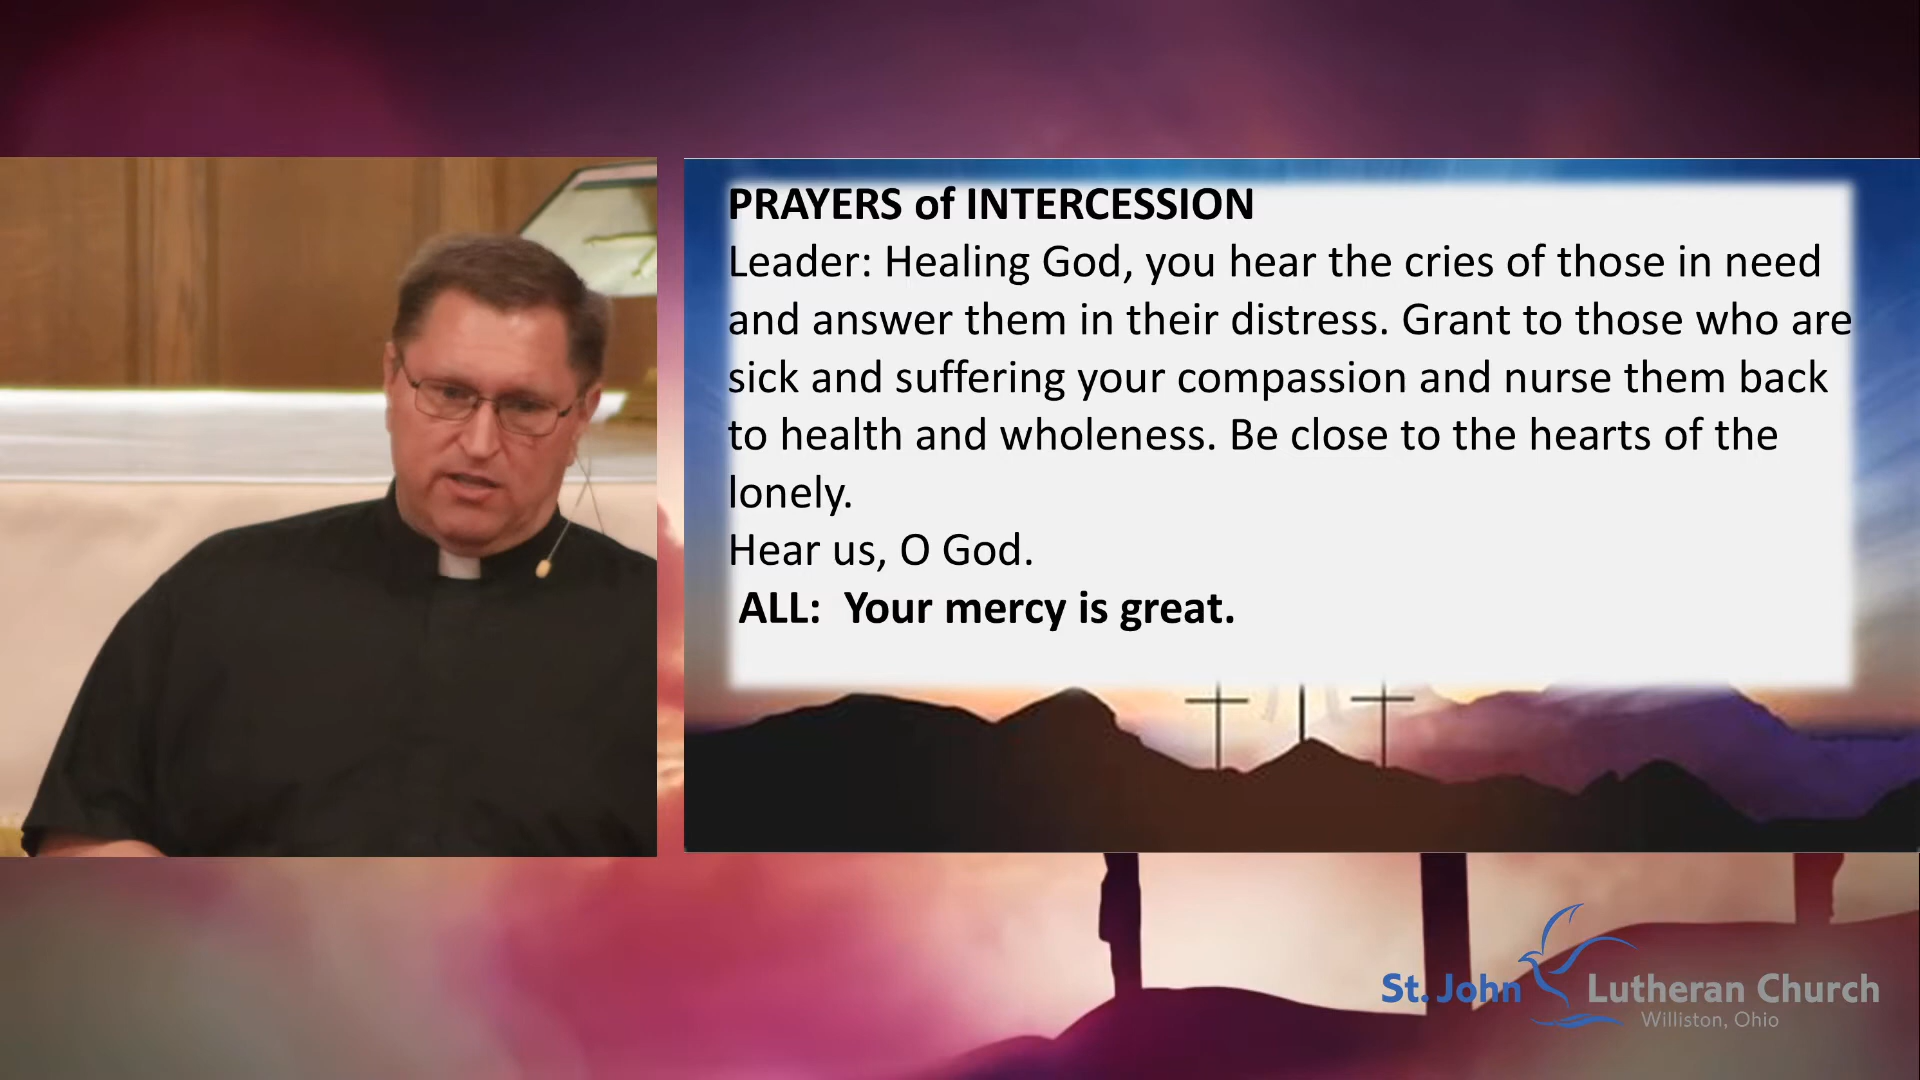 PRAYERS of INTERCESSION
Leader: Healing God, you hear the cries of those in need
and answer them in their distress. Grant to those who are
sick and suffering your compassion and nurse them back
to health and wholeness. Be close to the hearts of the
lonely.
Hear us, O God.
ALL:  Your mercy is great.
St. John Lutheran Church
Williston, Ohio